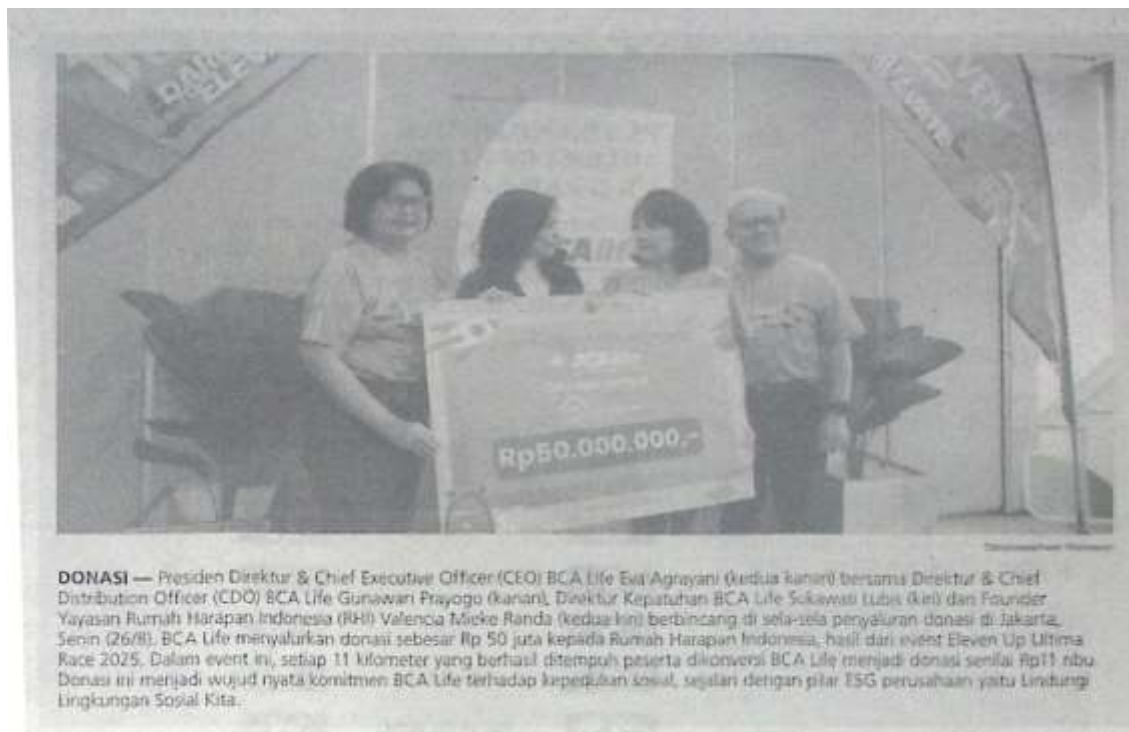 BCAlife
Rp50.000.000,-
DONASI — Presiden Direktur & Chief Executive Officer (CEO) BCA Life Eva Agrayani (kedua kanan) bersama Direktur & Chief
Distribution Officer (CDO) BCA Life Gunawan Prayogo (kanan), Direktur Kepatuhan BCA Life Sukawati Lubis (kiri) dan Founder
Yayasan Rumah Harapan Indonesia (RHI) Valencia Mieke Randa (kedua kiri) berbincang di sela-sela penyaluran donasi di Jakarta,
Senin (26/8). BCA Life menyalurkan donasi sebesar Rp 50 juta kepada Rumah Harapan Indonesia, hasil dari event Eleven Up Ultima
Race 2025. Dalam event ini, setiap 11 kilometer yang berhasil ditempuh peserta dikonversi BCA Life menjadi donasi senilai Rp11 ribu.
Donasi ini menjadi wujud nyata komitmen BCA Life terhadap kepedulian sosial, sejalan dengan pilar ESG perusahaan yaitu Lindungi
Lingkungan Sosial Kita.